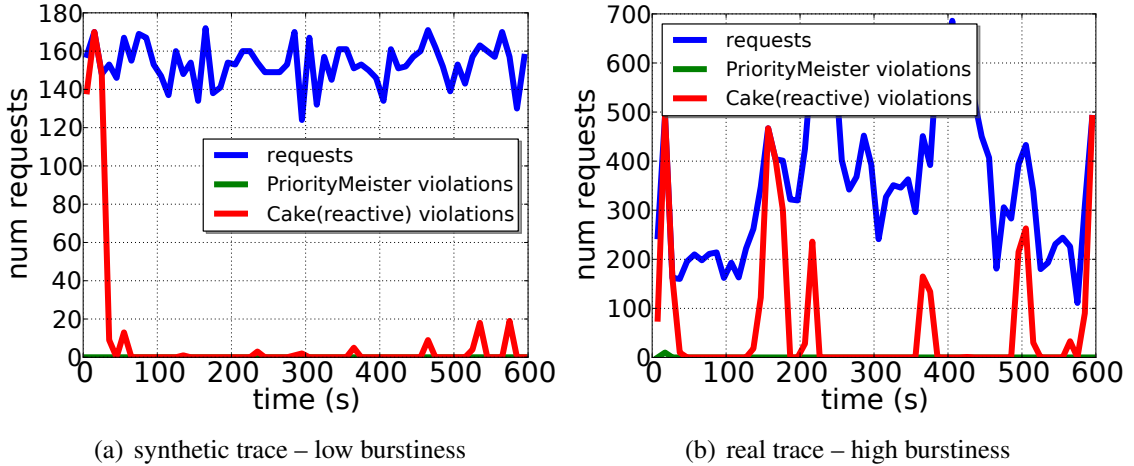 180
160
140
120
100
80
60
40
20
0
num requests
requests
PriorityMeister violations
Cake(reactive) violations
0 100 200 300 400 500 600
time (s)
(a) synthetic trace – low burstiness
700
500
400
300
200
100
0
num requests
requests
PriorityMeister violations
Cake(reactive) violations
0 100 200 300 400 500 600
time (s)
(b) real trace – high burstiness